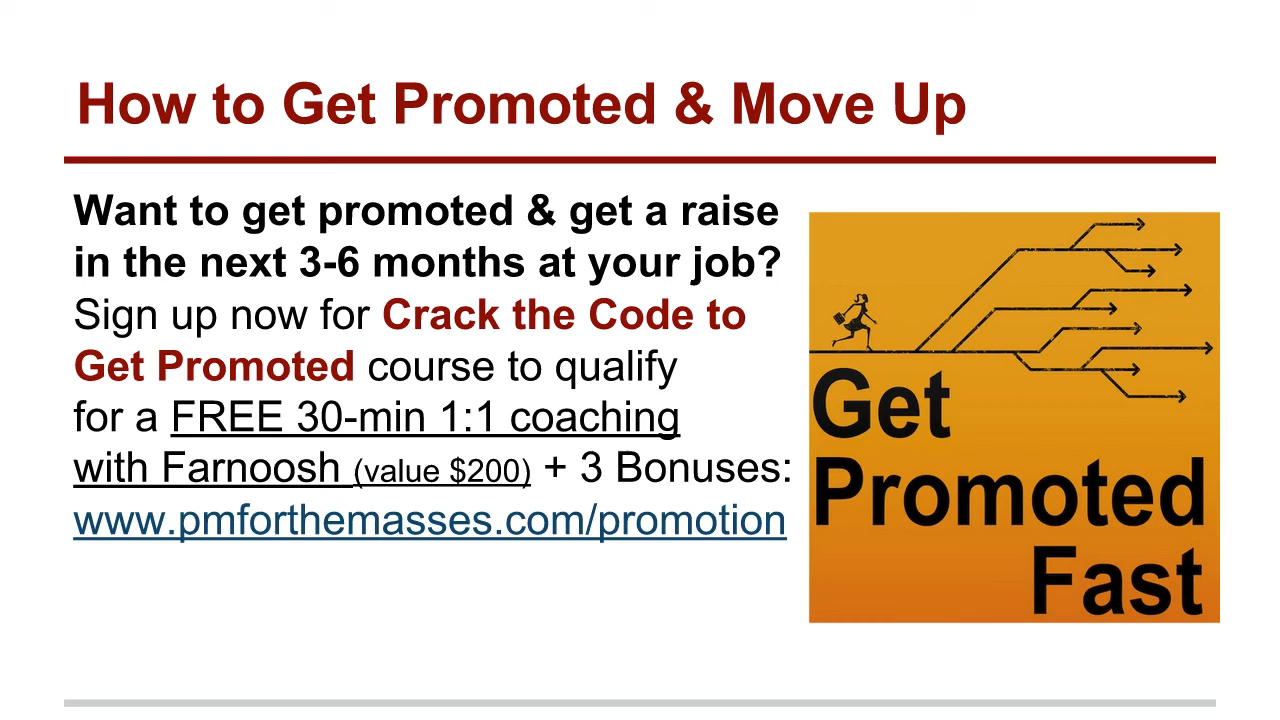 How to Get Promoted & Move Up
Want to get promoted & get a raise
in the next 3-6 months at your job?
Sign up now for Crack the Code to
Get Promoted course to qualify
for a FREE 30-min 1:1 coaching
with Farnoosh (value $200) + 3 Bonuses:
www.pmforthemasses.com/promotion
Get
Promoted
Fast